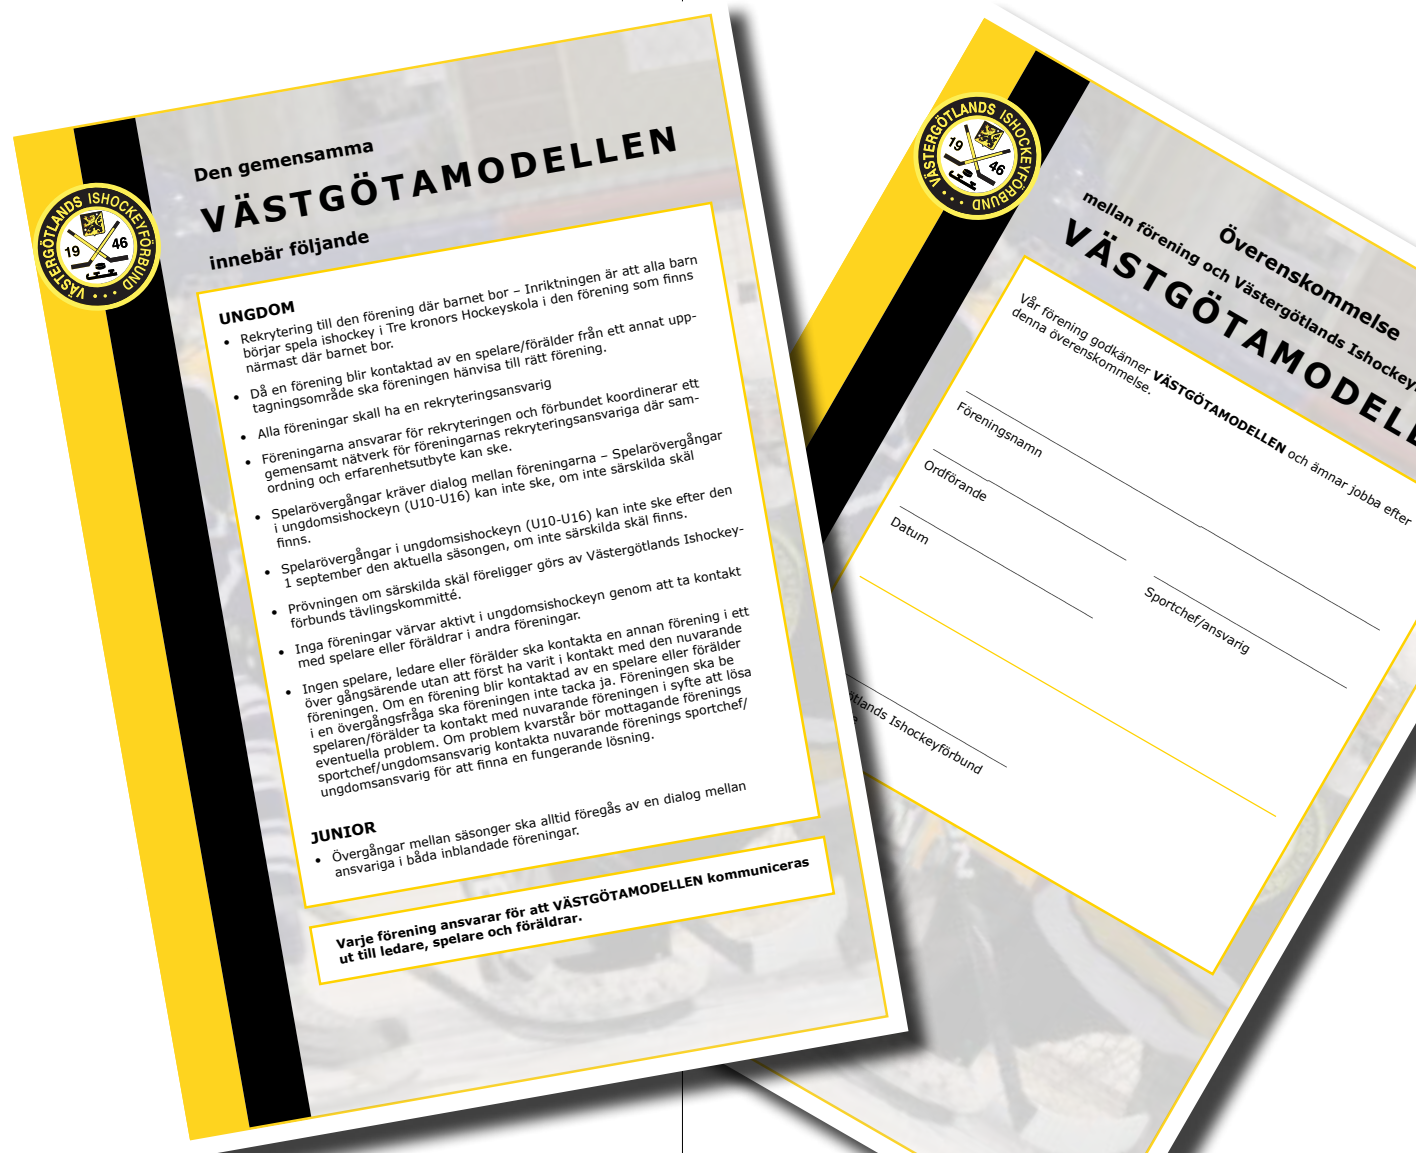 Den gemensamma
VÄSTGÖTAMODELLEN
innebär följande
VÄSTERGÖTLANDS ISHOCKEYFÖRBUND
19 46
UNGDOM
• Rekrytering till den förening där barnet bor – Inriktningen är att alla barn
börjar spela ishockey i Tre kronors Hockeyskola i den förening som finns
närmast där barnet bor.
• Då en förening blir kontaktad av en spelare/förälder från ett annat upp-
tagningsområde ska föreningen hänvisa till rätt förening.
• Alla föreningar skall ha en rekryteringsansvarig
• Föreningarna ansvarar för rekryteringen och förbundet koordinerar ett
gemensamt nätverk för föreningarnas rekryteringsansvariga där sam-
ordning och erfarenhetsutbyte kan ske.
• Spelarövergångar kräver dialog mellan föreningarna – Spelarövergångar
i ungdomsishockeyn (U10-U16) kan inte ske, om inte särskilda skäl
finns.
• Spelarövergångar i ungdomsishockeyn (U10-U16) kan inte ske efter den
1 september den aktuella säsongen, om inte särskilda skäl finns.
• Prövningen om särskilda skäl föreligger görs av Västergötlands Ishockey-
förbunds tävlingskommitté.
• Inga föreningar värvar aktivt i ungdomsishockeyn genom att ta kontakt
med spelare eller föräldrar i andra föreningar.
• Ingen spelare, ledare eller förälder ska kontakta en annan förening i ett
över gångsärende utan att först ha varit i kontakt med den nuvarande
föreningen. Om en förening blir kontaktad av en spelare eller förälder
i en övergångsfråga ska föreningen inte tacka ja. Föreningen ska be
spelaren/förälder ta kontakt med nuvarande föreningen i syfte att lösa
eventuella problem. Om problem kvarstår bör mottagande förenings
sportchef/ungdomsansvarig kontakta nuvarande förenings sportchef/
ungdomsansvarig för att finna en fungerande lösning.
JUNIOR
• Övergångar mellan säsonger ska alltid föregås av en dialog mellan
ansvariga i båda inblandade föreningar.
Varje förening ansvarar för att VÄSTGÖTAMODELLEN kommuniceras
ut till ledare, spelare och föräldrar.
VÄSTERGÖTLANDS ISHOCKEYFÖRBUND
19 46
Överenskommelse
mellan förening och Västergötlands Ishockey
VÄSTGÖTAMODEL
Vår förening godkänner VÄSTGÖTAMODELLEN och ämnar jobba efter
denna överenskommelse.
Föreningsnamn
Ordförande
Sportchef/ansvarig
Datum
tlands Ishockeyförbund